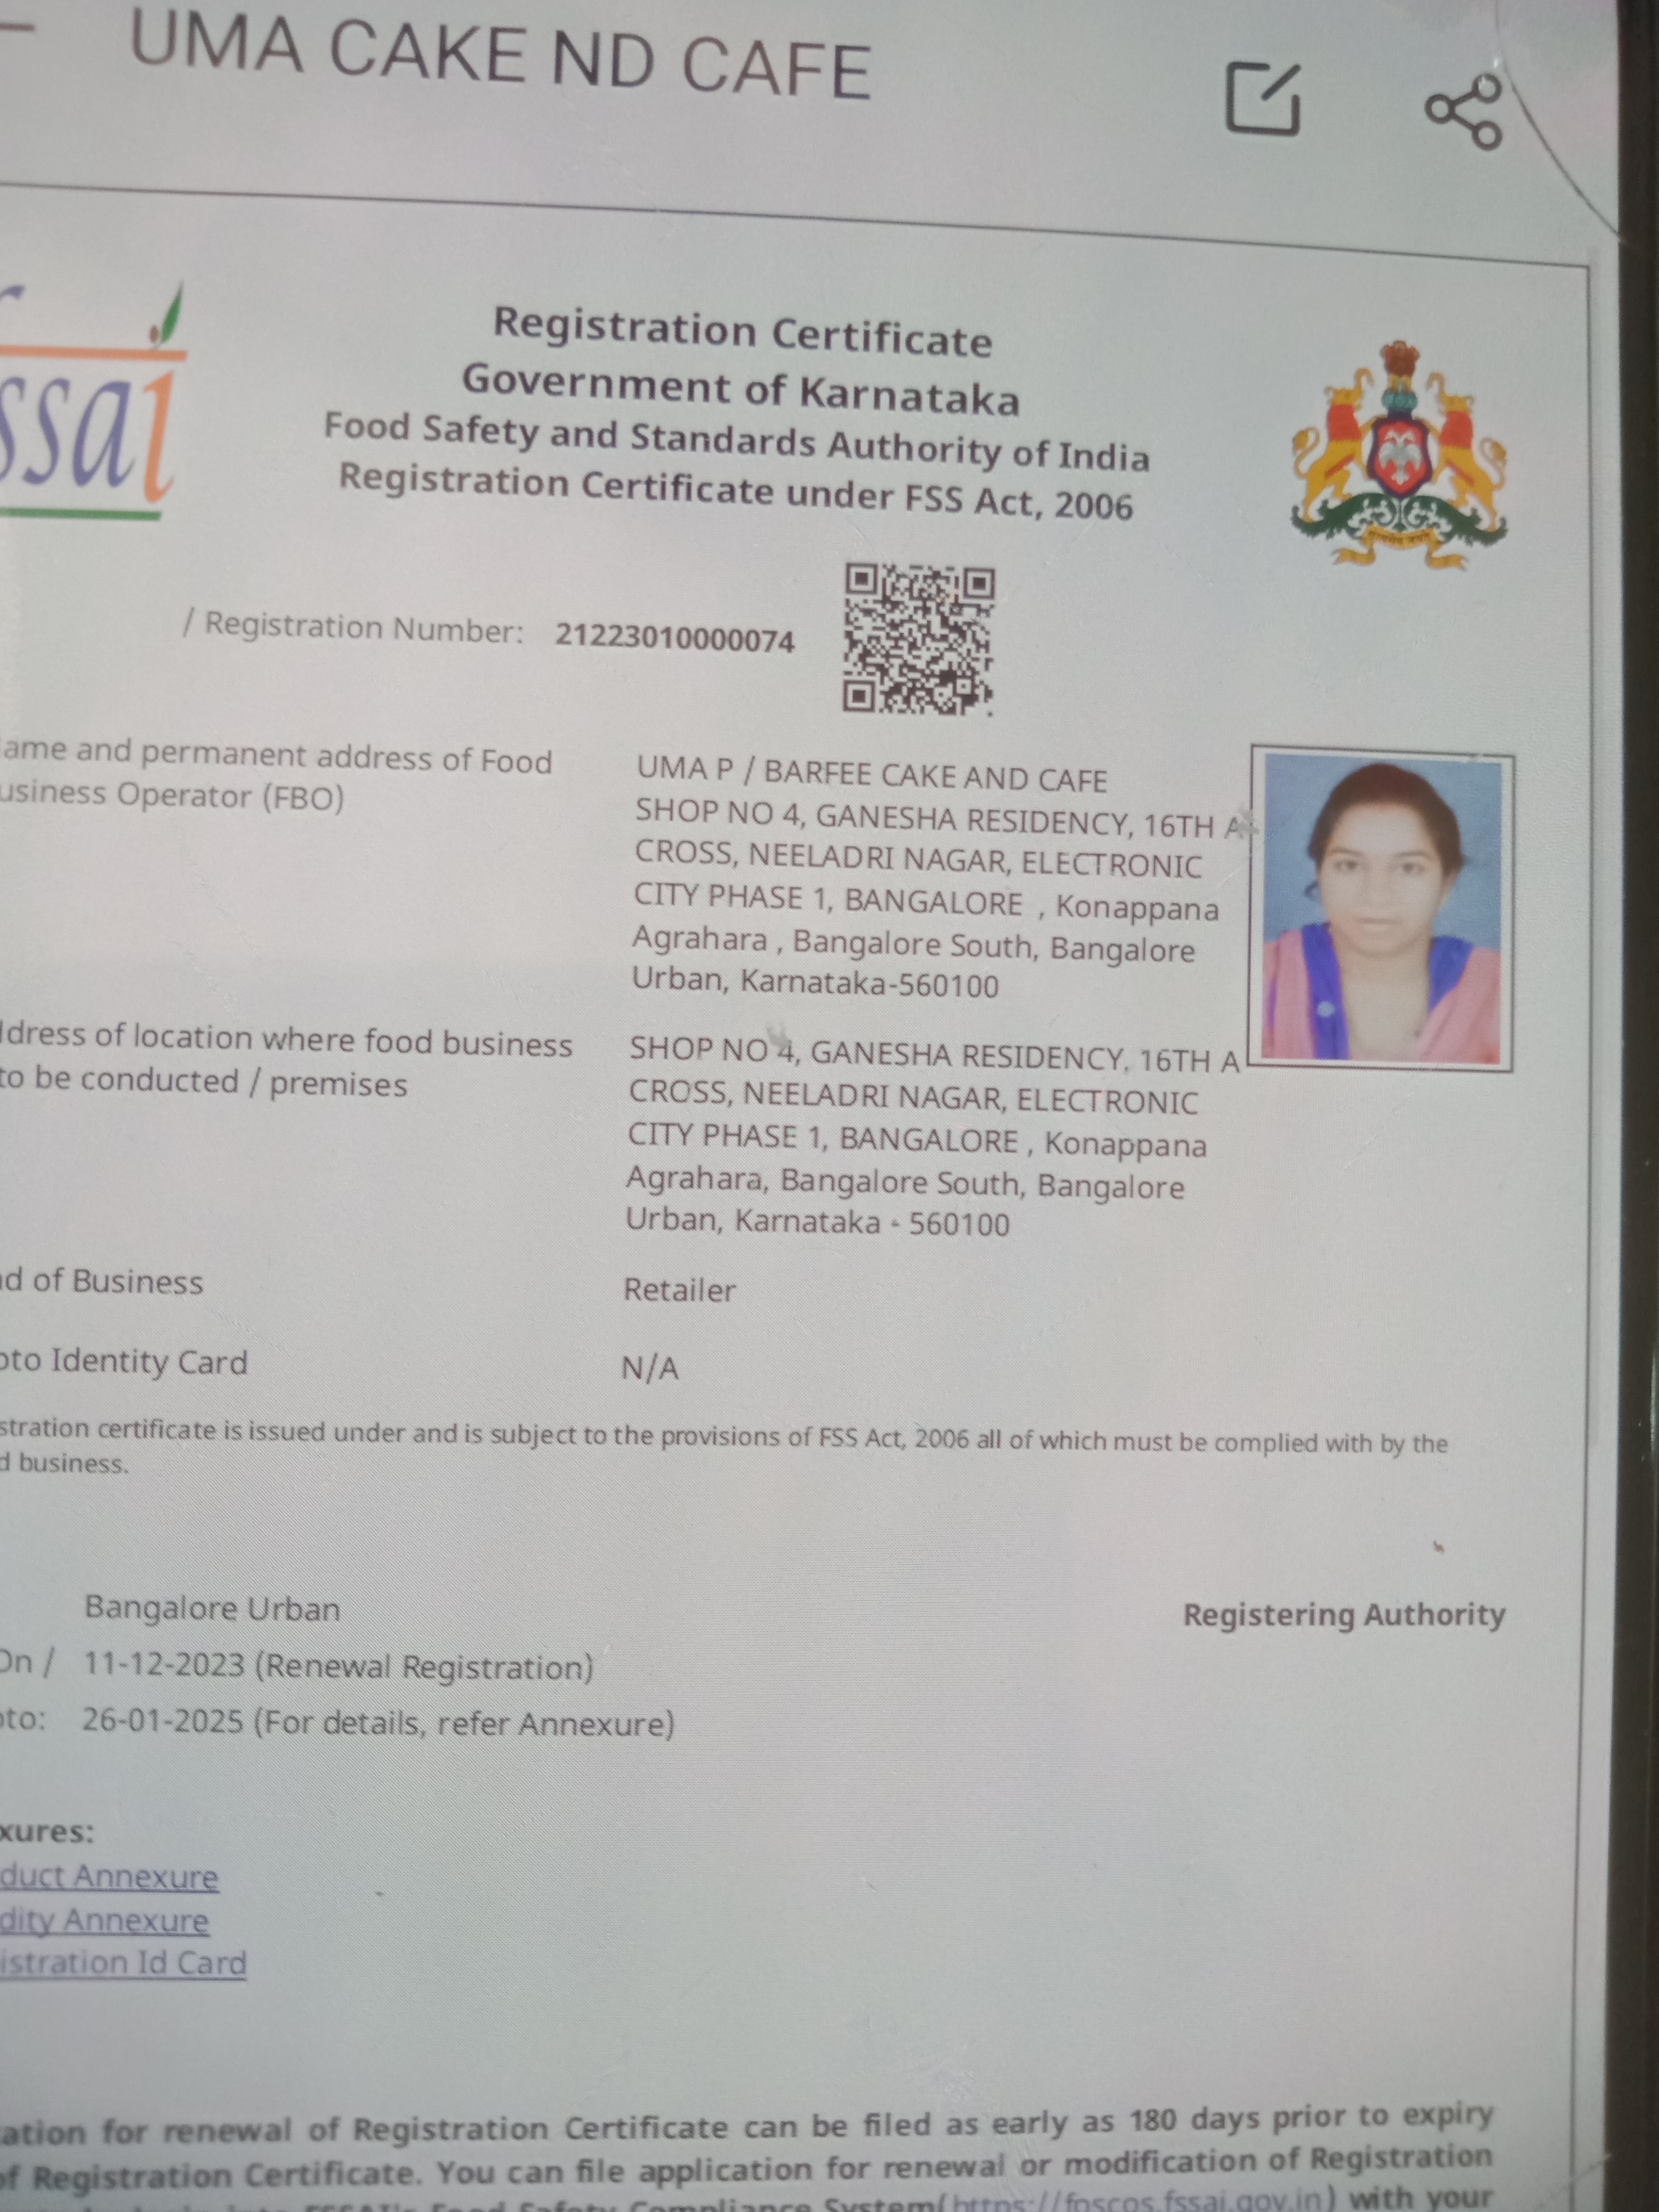 UMA CAKE ND CAFE
ssai
Registration Certificate
Government of Karnataka
Food Safety and Standards Authority of India
Registration Certificate under FSS Act, 2006
/ Registration Number: 21223010000074
ame and permanent address of Food
usiness Operator (FBO)
UMA P / BARFEE CAKE AND CAFE
SHOP NO 4, GANESHA RESIDENCY, 16TH A
CROSS, NEELADRI NAGAR, ELECTRONIC
CITY PHASE 1, BANGALORE , Konappana
Agrahara , Bangalore South, Bangalore
Urban, Karnataka-560100
ddress of location where food business
to be conducted / premises
SHOP NO 4, GANESHA RESIDENCY, 16TH A
CROSS, NEELADRI NAGAR, ELECTRONIC
CITY PHASE 1, BANGALORE , Konappana
Agrahara, Bangalore South, Bangalore
Urban, Karnataka - 560100
nd of Business Retailer
oto Identity Card N/A
stration certificate is issued under and is subject to the provisions of FSS Act, 2006 all of which must be complied with by the
d business.
Bangalore Urban
Registering Authority
On / 11-12-2023 (Renewal Registration)
pto: 26-01-2025 (For details, refer Annexure)
xures:
duct Annexure
dity Annexure
istration Id Card
ation for renewal of Registration Certificate can be filed as early as 180 days prior to expiry
of Registration Certificate. You can file application for renewal or modification of Registration
FSSAI's Food Safety Compliance System(https://foscos.fssai.gov.in) with your